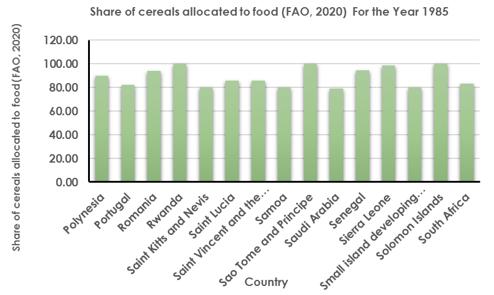 Share of cereals allocated to food (FAO, 2020) For the Year 1985
Share of cereals allocated to food (FAO, 2020)
120.00
100.00
80.00
60.00
40.00
20.00
0.00
Polynesia
Portugal
Romania
Rwanda
Saint Kitts and Nevis
Saint Lucia
Saint Vincent and the...
Samoa
Sao Tome and Principe
Saudi Arabia
Senegal
Sierra Leone
Small island developing...
Solomon Islands
South Africa
Country